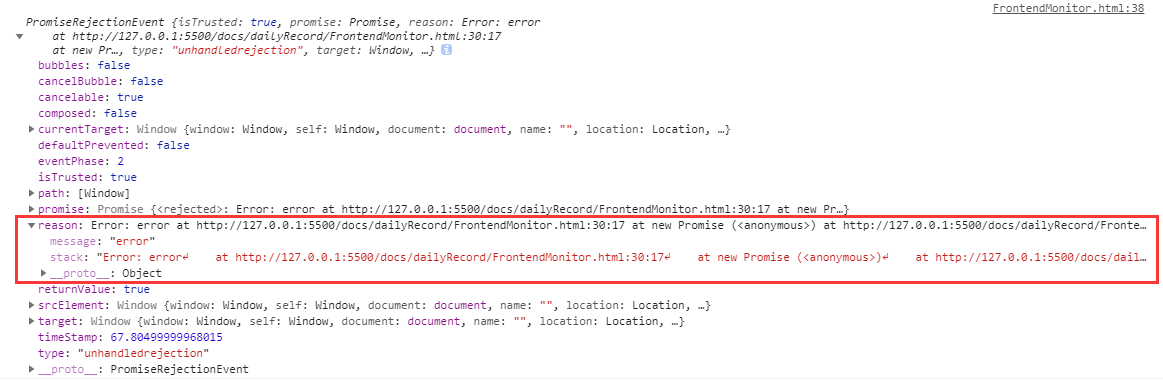 FrontendMonitor.html:38
PromiseRejectionEvent {isTrusted: true, promise: Promise, reason: Error: error
at http://127.0.0.1:5500/docs/dailyRecord/FrontendMonitor.html:30:17
at new Pr…, type: "unhandledrejection", target: Window, …}
bubbles: false
cancelBubble: false
cancelable: true
composed: false
currentTarget: Window {window: Window, self: Window, document: document, name: "", location: Location, …}
defaultPrevented: false
eventPhase: 2
isTrusted: true
path: [Window]
promise: Promise {<rejected>: Error: error at http://127.0.0.1:5500/docs/dailyRecord/FrontendMonitor.html:30:17 at new Pr…}
reason: Error: error at http://127.0.0.1:5500/docs/dailyRecord/FrontendMonitor.html:30:17 at new Promise (<anonymous>) at http://127.0.0.1:5500/docs/dailyRecord/Fronte…
message: "error"
stack: "Error: error↵ at http://127.0.0.1:5500/docs/dailyRecord/FrontendMonitor.html:30:17↵ at new Promise (<anonymous>)↵ at http://127.0.0.1:5500/docs/dail…
__proto__: Object
returnValue: true
srcElement: Window {window: Window, self: Window, document: document, name: "", location: Location, …}
target: Window {window: Window, self: Window, document: document, name: "", location: Location, …}
timeStamp: 67.80499999968015
type: "unhandledrejection"
__proto__: PromiseRejectionEvent